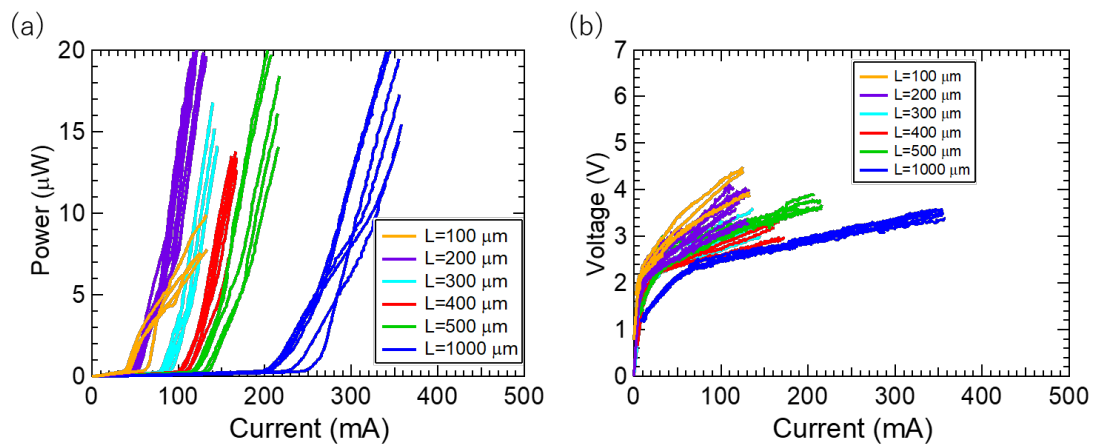 (a)
20
15
10
5
0
Power (μW)
0 100 200 300 400 500
Current (mA)
L=100 μm
L=200 μm
L=300 μm
L=400 μm
L=500 μm
L=1000 μm
(b)
7
6
5
4
3
2
1
0
Voltage (V)
0 100 200 300 400 500
Current (mA)
L=100 μm
L=200 μm
L=300 μm
L=400 μm
L=500 μm
L=1000 μm